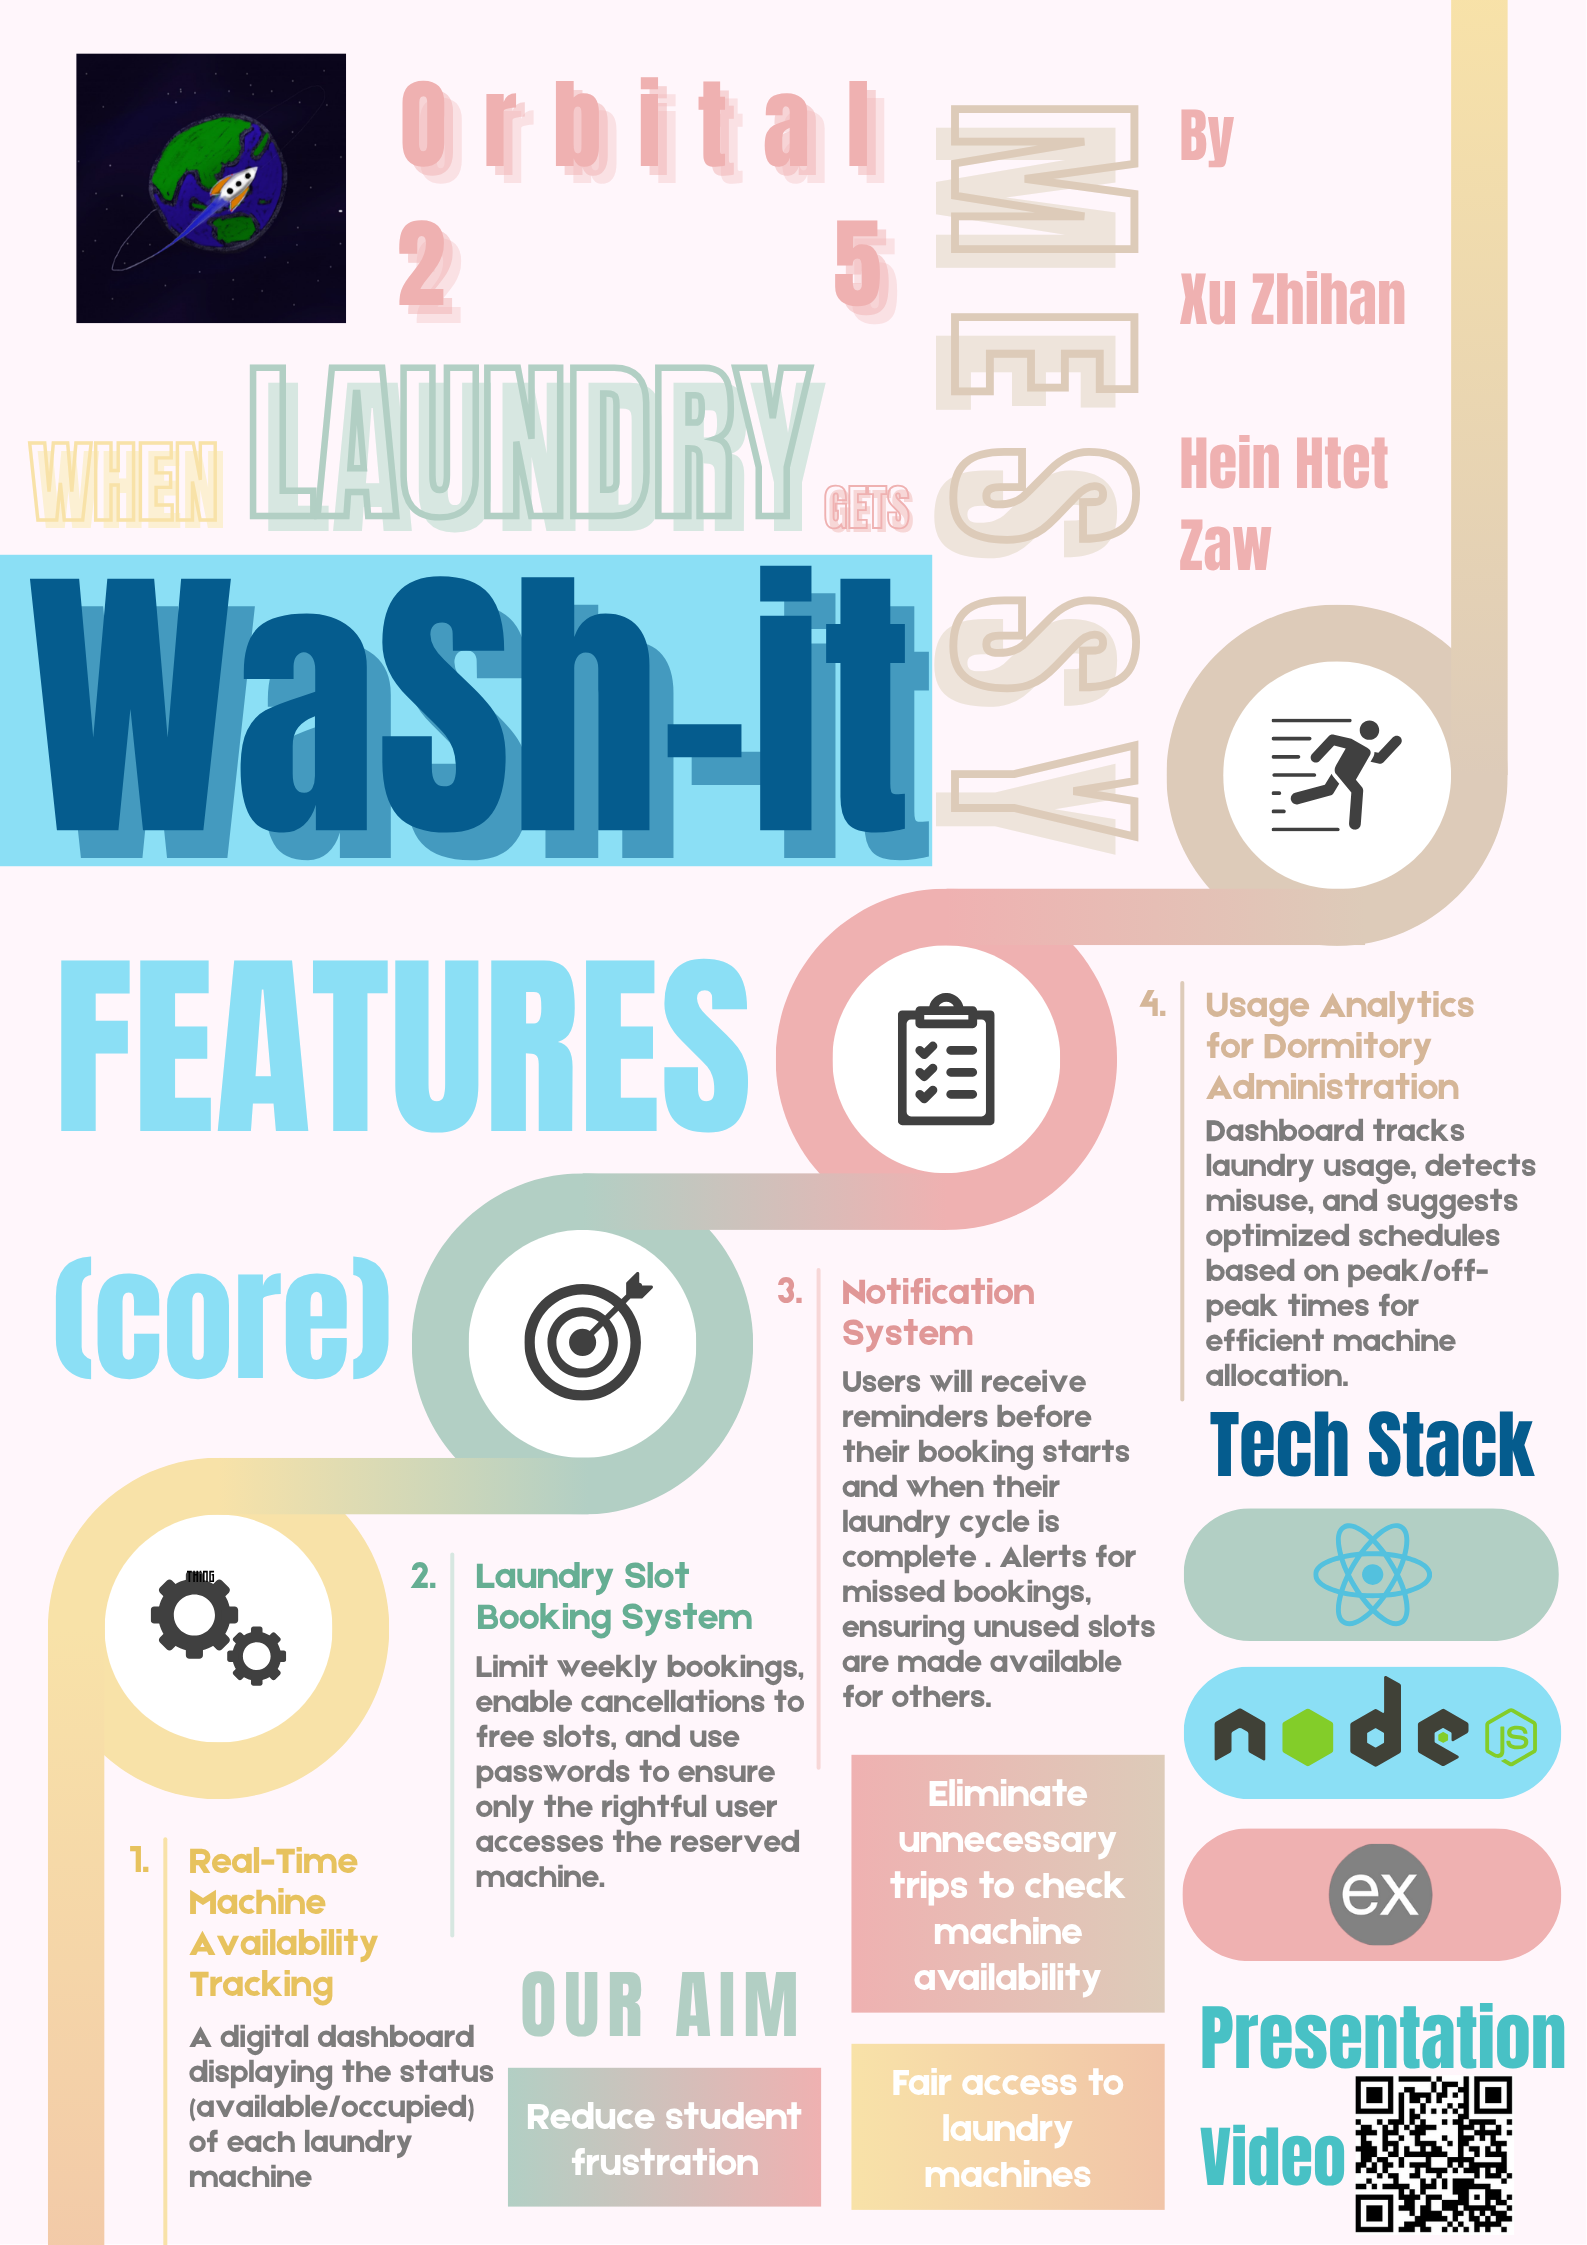 Orbital
2 5
By
Xu Zhihan
Hein Htet
Zaw
WHEN LAUNDRY GETS
MESSY
WaSh-it
FEATURES
(core)
1. Real-Time
Machine
Availability
Tracking
A digital dashboard
displaying the status
(available/occupied)
of each laundry
machine
THING
2. Laundry Slot
Booking System
Limit weekly bookings,
enable cancellations to
free slots, and use
passwords to ensure
only the rightful user
accesses the reserved
machine.
3. Notification
System
Users will receive
reminders before
their booking starts
and when their
laundry cycle is
complete . Alerts for
missed bookings,
ensuring unused slots
are made available
for others.
4. Usage Analytics
for Dormitory
Administration
Dashboard tracks
laundry usage, detects
misuse, and suggests
optimized schedules
based on peak/off-
peak times for
efficient machine
allocation.
OUR AIM
Reduce student
frustration
Eliminate
unnecessary
trips to check
machine
availability
Fair access to
laundry
machines
Tech Stack
node JS
ex
Presentation
Video